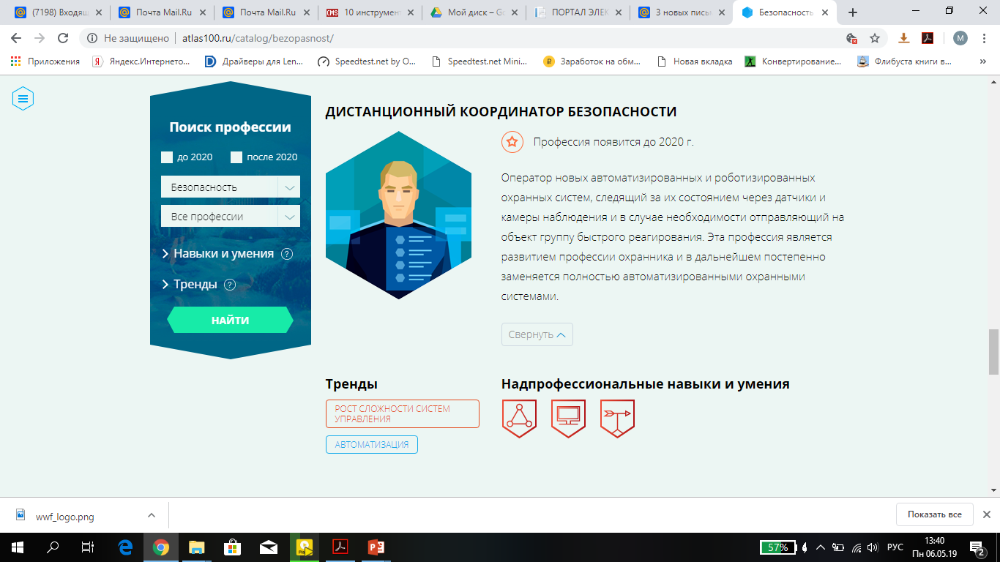 (7198) Входящ
Почта Mail.Ru
Почта Mail.Ru
10 инструмент
Мой диск – Go
ПОРТАЛ ЭЛЕК
3 новых письм
Безопасность
Не защищено | atlas100.ru/catalog/bezopasnost/
М
Приложения
Яндекс.Интернето...
Драйверы для Len...
Speedtest.net by O...
Speedtest.net Mini...
Заработок на обм...
Новая вкладка
Конвертирование...
Флибуста книги в...
»
Поиск профессии
до 2020 после 2020
Безопасность
Все профессии
Навыки и умения ?
Тренды ?
НАЙТИ
ДИСТАНЦИОННЫЙ КООРДИНАТОР БЕЗОПАСНОСТИ
Профессия появится до 2020 г.
Оператор новых автоматизированных и роботизированных
охранных систем, следящий за их состоянием через датчики и
камеры наблюдения и в случае необходимости отправляющий на
объект группу быстрого реагирования. Эта профессия является
развитием профессии охранника и в дальнейшем постепенно
заменяется полностью автоматизированными охранными
системами.
Свернуть
Тренды
РОСТ СЛОЖНОСТИ СИСТЕМ
УПРАВЛЕНИЯ
АВТОМАТИЗАЦИЯ
Надпрофессиональные навыки и умения
wwf_logo.png
Показать все
57%
РУС
13:40
Пн 06.05.19
2